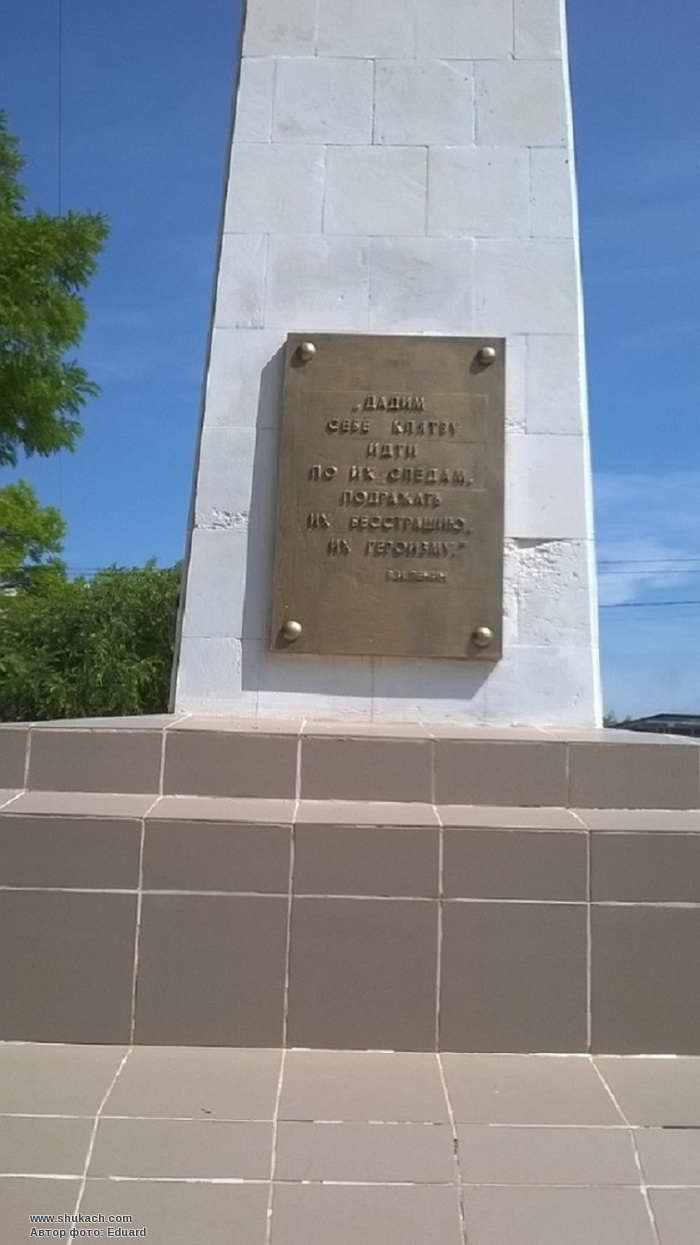 „ДАДИМ
СЕБЕ КЛЯТВУ
ИДТИ
ПО ИХ СЛЕДАМ,
ПОДРАЖАТЬ
ИХ БЕССТРАШИЮ,
ИХ ГЕРОИЗМУ."
В.И.ЛЕНИН
www.shukach.com
Автор фото: Eduard